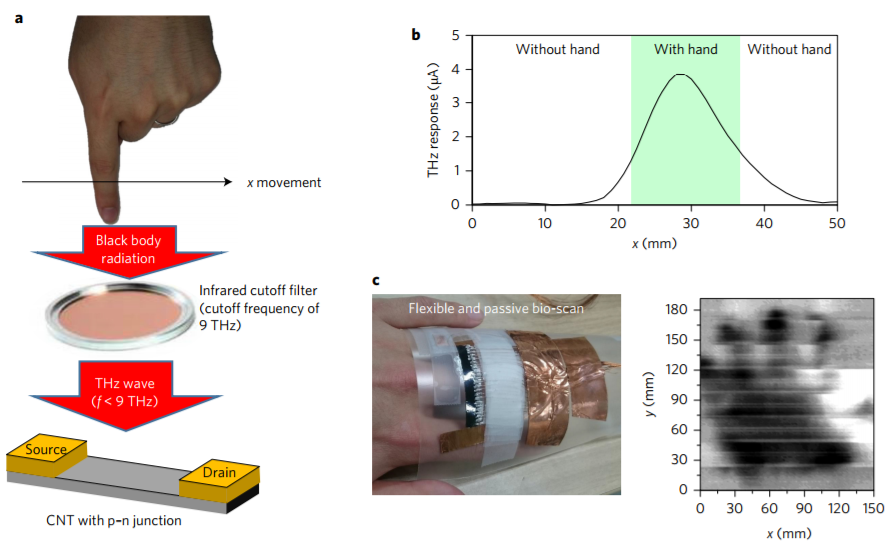 a
x movement
Black body
radiation
Infrared cutoff filter
(cutoff frequency of
9 THz)
THz wave
(f < 9 THz)
Source
Drain
CNT with p–n junction
b
THz response (μA)
5
4
3
2
1
0
Without hand
With hand
Without hand
0 10 20 30 40 50
x (mm)
c
Flexible and passive bio-scan
y (mm)
180
150
120
90
60
30
0
0 30 60 90 120 150
x (mm)